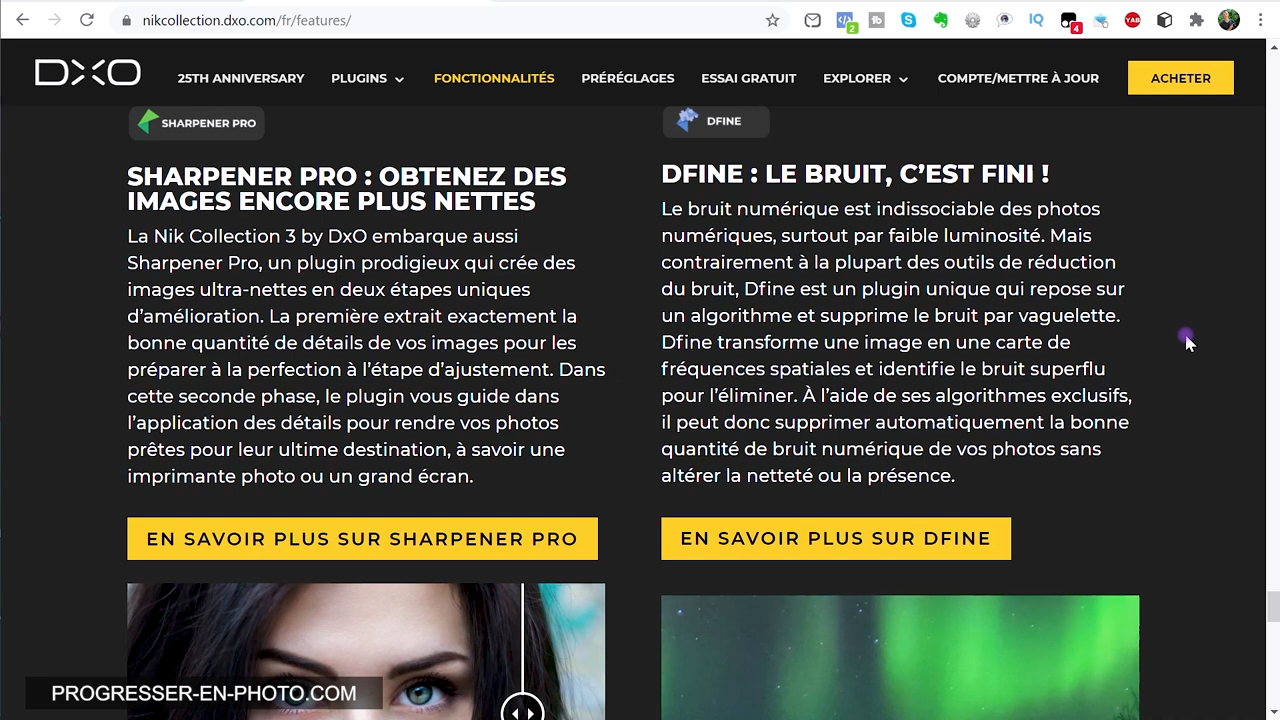 nikcollection.dxo.com/fr/features/
2
tb
IQ
4
YAB
DXO
25TH ANNIVERSARY
PLUGINS
FONCTIONNALITÉS
PRÉRÉGLAGES
ESSAI GRATUIT
EXPLORER
COMPTE/METTRE À JOUR
ACHETER
SHARPENER PRO
SHARPENER PRO : OBTENEZ DES
IMAGES ENCORE PLUS NETTES
La Nik Collection 3 by DxO embarque aussi
Sharpener Pro, un plugin prodigieux qui crée des
images ultra-nettes en deux étapes uniques
d’amélioration. La première extrait exactement la
bonne quantité de détails de vos images pour les
préparer à la perfection à l’étape d’ajustement. Dans
cette seconde phase, le plugin vous guide dans
l’application des détails pour rendre vos photos
prêtes pour leur ultime destination, à savoir une
imprimante photo ou un grand écran.
EN SAVOIR PLUS SUR SHARPENER PRO
DFINE
DFINE : LE BRUIT, C’EST FINI !
Le bruit numérique est indissociable des photos
numériques, surtout par faible luminosité. Mais
contrairement à la plupart des outils de réduction
du bruit, Dfine est un plugin unique qui repose sur
un algorithme et supprime le bruit par vaguelette.
Dfine transforme une image en une carte de
fréquences spatiales et identifie le bruit superflu
pour l’éliminer. À l’aide de ses algorithmes exclusifs,
il peut donc supprimer automatiquement la bonne
quantité de bruit numérique de vos photos sans
altérer la netteté ou la présence.
EN SAVOIR PLUS SUR DFINE
PROGRESSER-EN-PHOTO.COM